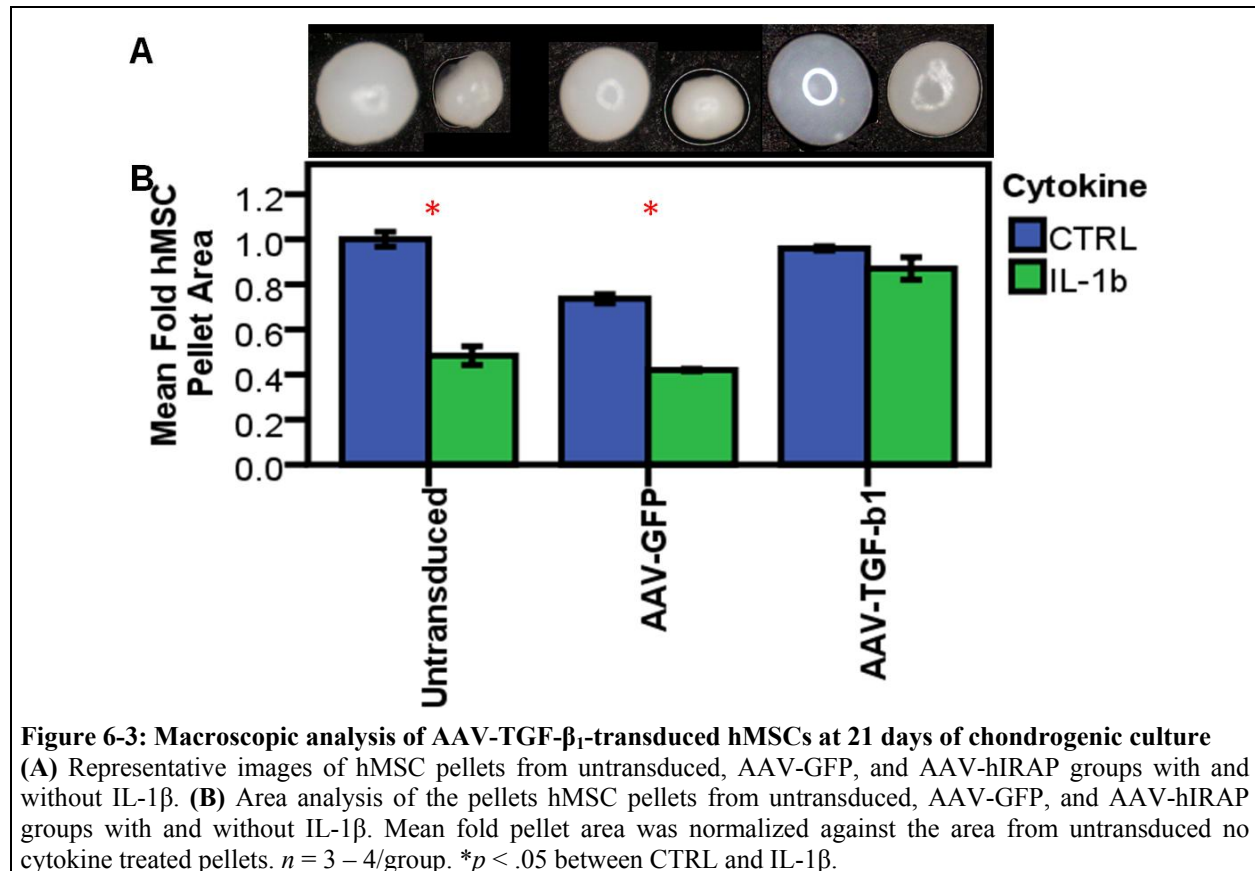 A
B
Mean Fold hMSC
Pellet Area
1.2
1.0
0.8
0.6
0.4
0.2
0.0
*
*
Cytokine
CTRL
IL-1b
Untransduced
AAV-GFP
AAV-TGF-b1
Figure 6-3: Macroscopic analysis of AAV-TGF-β₁-transduced hMSCs at 21 days of chondrogenic culture
(A) Representative images of hMSC pellets from untransduced, AAV-GFP, and AAV-hIRAP groups with and
without IL-1β. (B) Area analysis of the pellets hMSC pellets from untransduced, AAV-GFP, and AAV-hIRAP
groups with and without IL-1β. Mean fold pellet area was normalized against the area from untransduced no
cytokine treated pellets. n = 3 – 4/group. *p < .05 between CTRL and IL-1β.